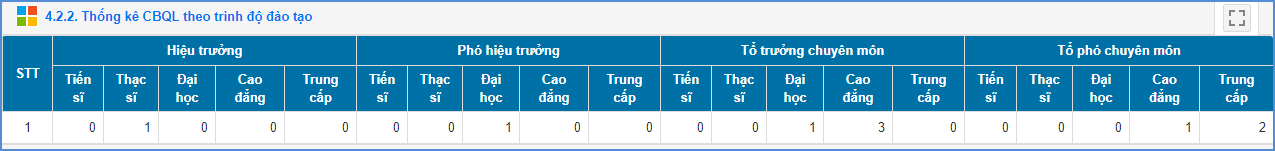 4.2.2. Thống kê CBQL theo trình độ đào tạo
STT Hiệu trưởng Phó hiệu trưởng Tổ trưởng chuyên môn Tổ phó chuyên môn
Tiến sĩ Thạc sĩ Đại học Cao đẳng Trung cấp Tiến sĩ Thạc sĩ Đại học Cao đẳng Trung cấp Tiến sĩ Thạc sĩ Đại học Cao đẳng Trung cấp Tiến sĩ Thạc sĩ Đại học Cao đẳng Trung cấp
1 0 1 0 0 0 0 0 1 0 0 0 0 1 3 0 0 0 0 1 2